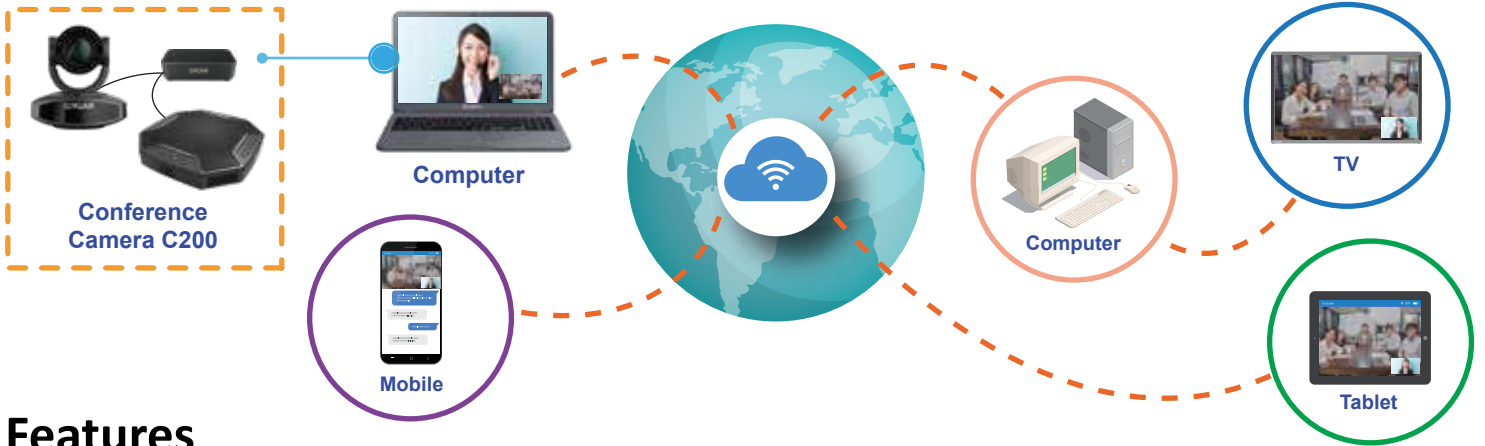 Conference
Camera C200
Computer
Mobile
Computer
TV
Tablet
Features